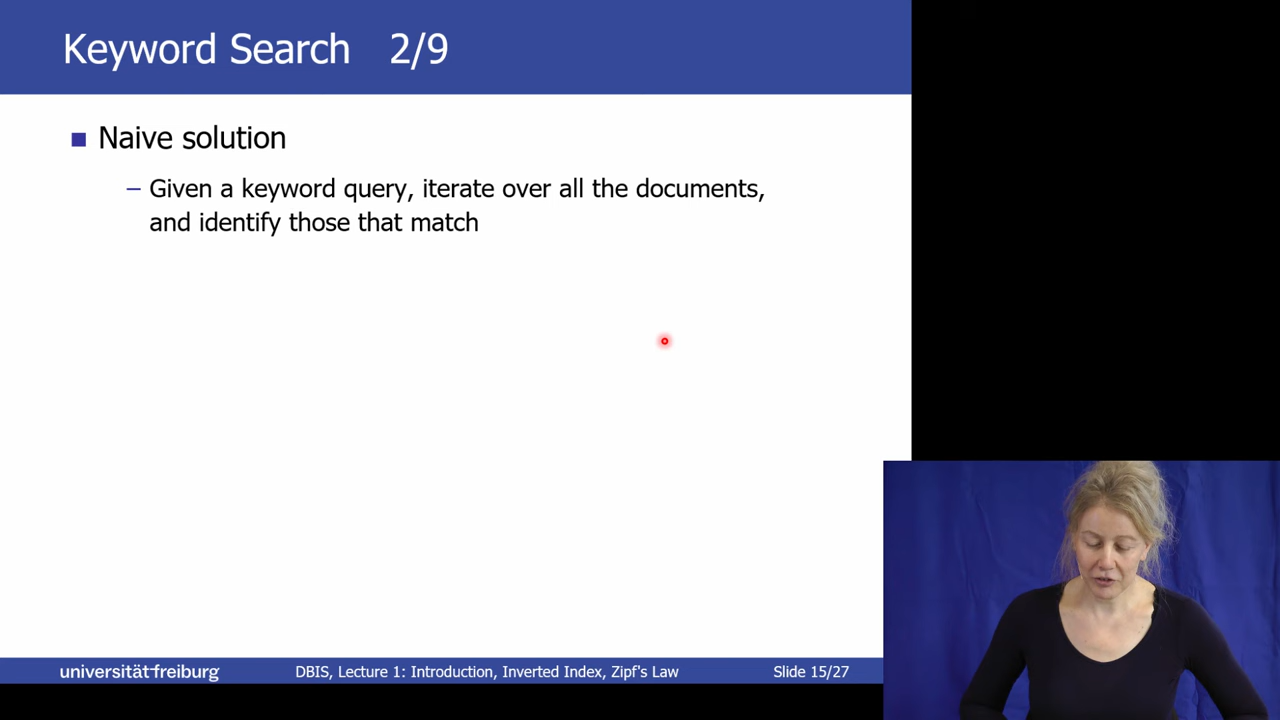 Keyword Search 2/9
Naive solution
– Given a keyword query, iterate over all the documents,
and identify those that match
universität freiburg
DBIS, Lecture 1: Introduction, Inverted Index, Zipf's Law
Slide 15/27